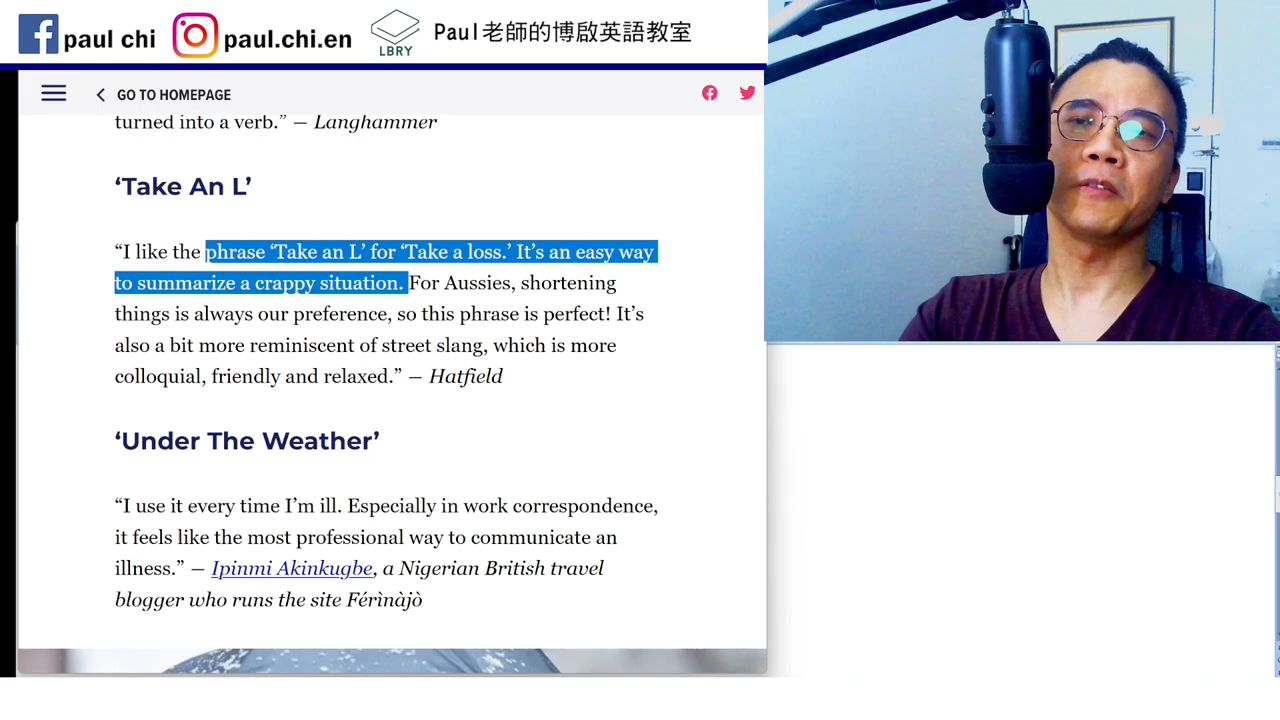 paul chi
paul.chi.en
LBRY
Paul老師的博啟英語教室
GO TO HOMEPAGE
turned into a verb.” — Langhammer
‘Take An L’
“I like the phrase ‘Take an L’ for ‘Take a loss.’ It’s an easy way
to summarize a crappy situation. For Aussies, shortening
things is always our preference, so this phrase is perfect! It’s
also a bit more reminiscent of street slang, which is more
colloquial, friendly and relaxed.” — Hatfield
‘Under The Weather’
“I use it every time I’m ill. Especially in work correspondence,
it feels like the most professional way to communicate an
illness.” — Ipinmi Akinkugbe, a Nigerian British travel
blogger who runs the site Férìnàjò